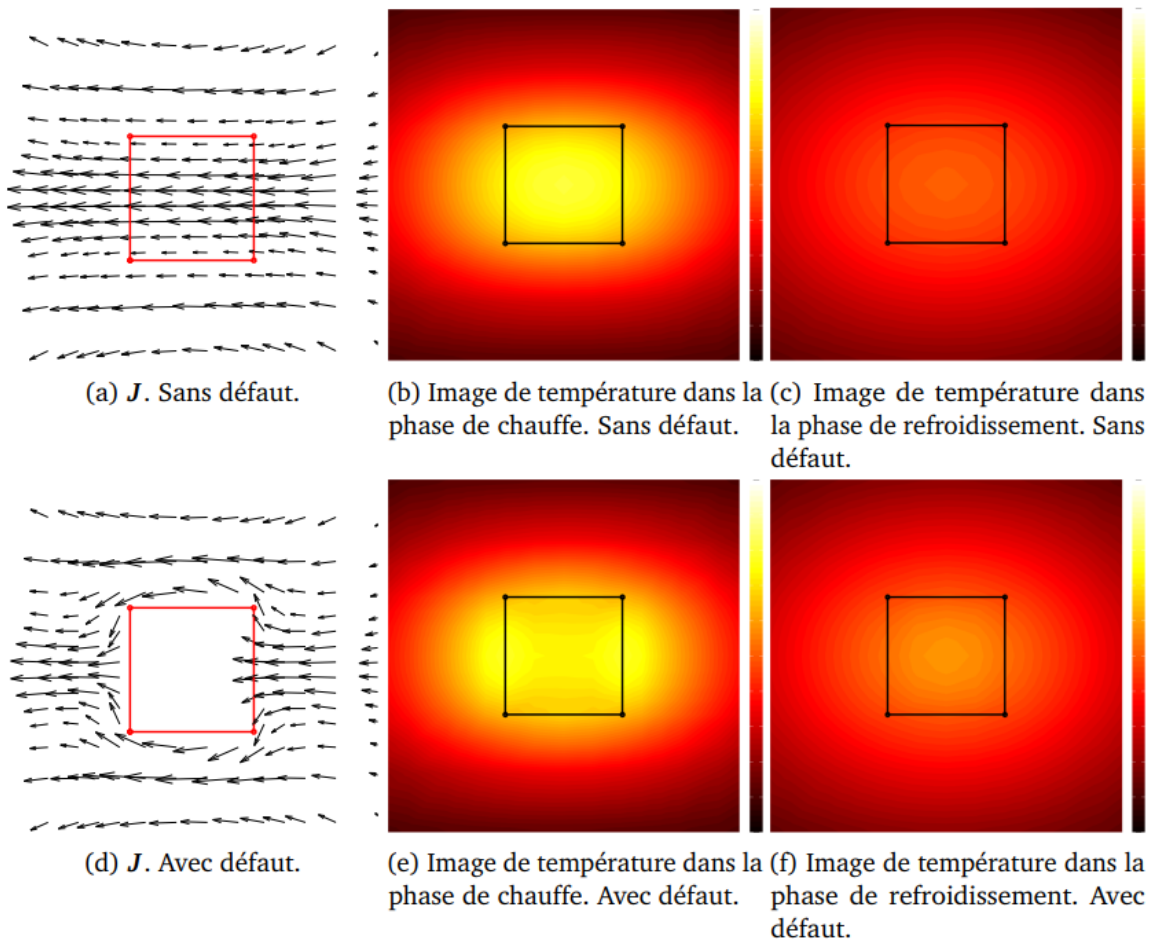 (a) J. Sans défaut.
(b) Image de température dans la
phase de chauffe. Sans défaut.
(c) Image de température dans
la phase de refroidissement. Sans
défaut.
(d) J. Avec défaut.
(e) Image de température dans la
phase de chauffe. Avec défaut.
(f) Image de température dans la
phase de refroidissement. Avec
défaut.